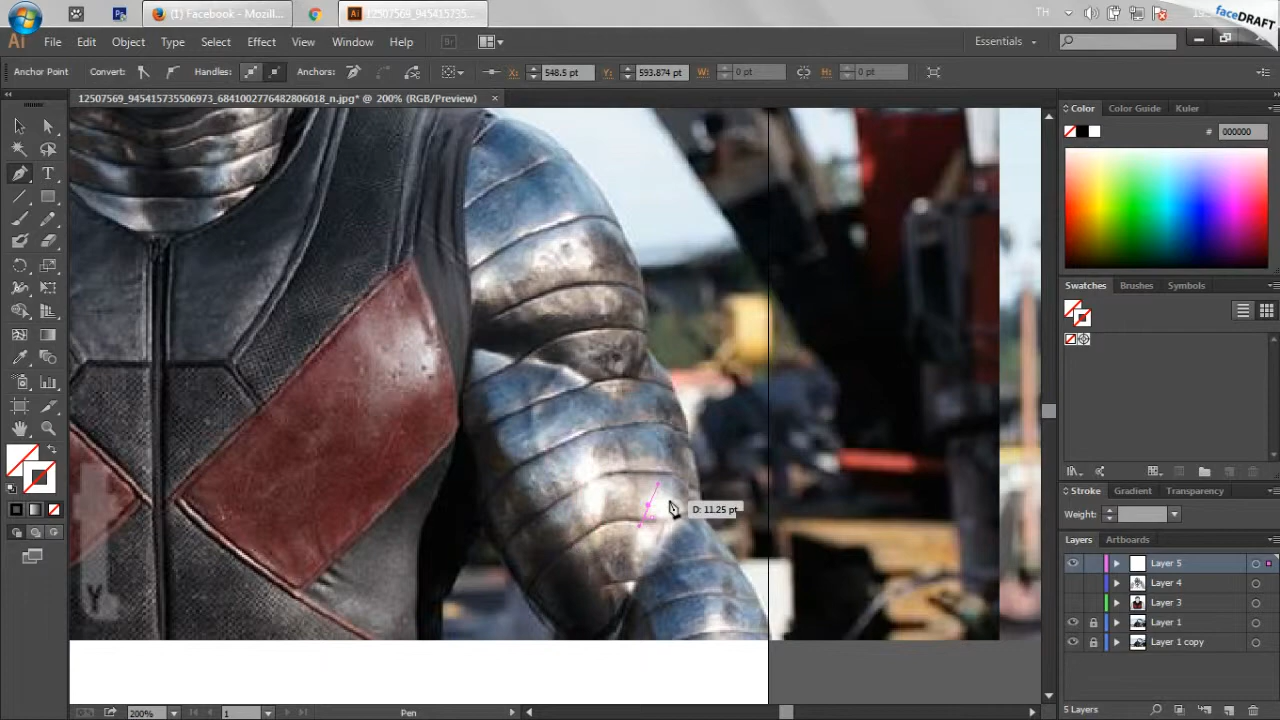 (1) Facebook - Mozill...
12507569_945415735...
TH
faceDRAFT
Ai File Edit Object Type Select Effect View Window Help Br Essentials
Anchor Point Convert: Handles: Anchors: X: 548.5 pt Y: 593.874 pt W: 0 pt H: 0 pt
12507569_945415735506973_6841002776482806018_n.jpg* @ 200% (RGB/Preview)
Color Color Guide Kuler
# 000000
Swatches Brushes Symbols
D: 11.25 pt
Stroke Gradient Transparency
Weight:
Layers Artboards
Layer 5
Layer 4
Layer 3
Layer 1
Layer 1 copy
5 Layers
200% 1 Pen